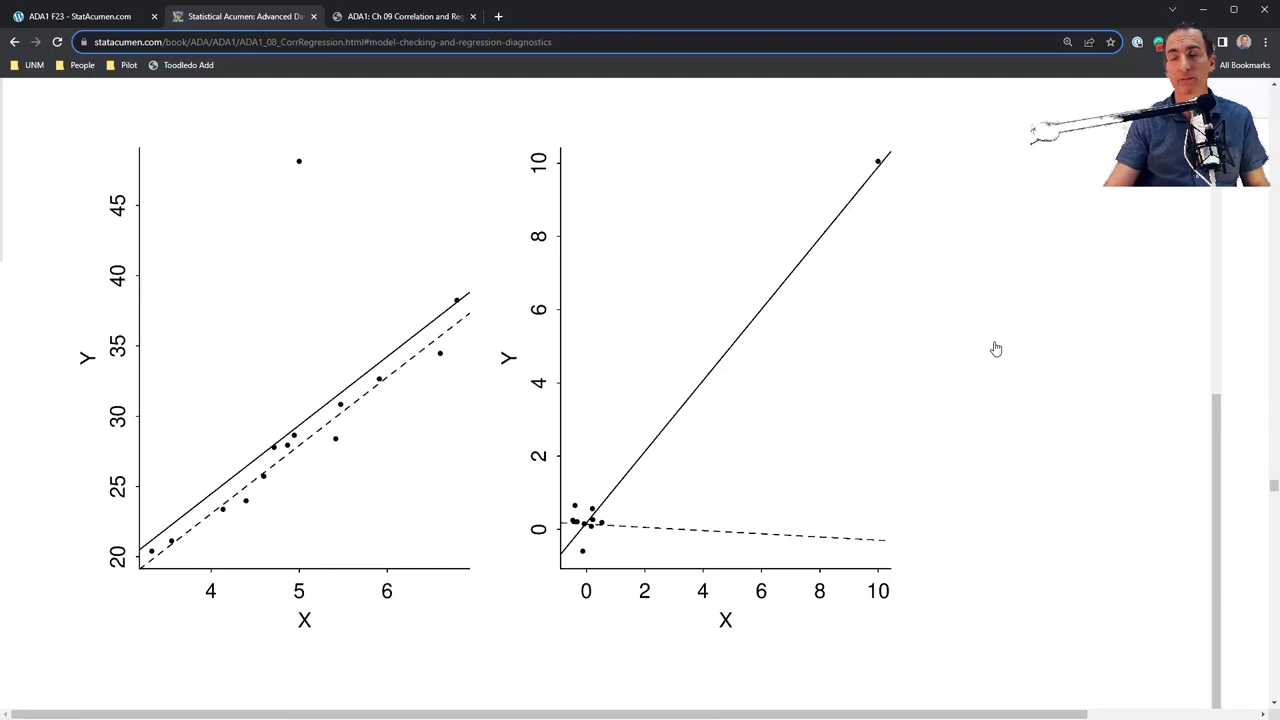 ADA1 F23 – StatAcumen.com
Statistical Acumen: Advanced Da
ADA1: Ch 09 Correlation and Reg
statacumen.com/book/ADA/ADA1/ADA1_08_CorrRegression.html#model-checking-and-regression-diagnostics
UNM
People
Pilot
Toodledo Add
All Bookmarks
45
40
35
30
25
20
Y
4 5 6
X
10
8
6
4
2
0
Y
0 2 4 6 8 10
X